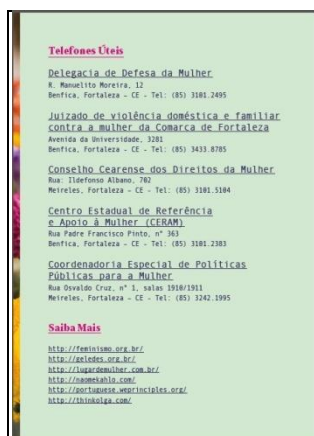 Telefones Úteis
Delegacia de Defesa da Mulher
R. Manuelito Moreira, 12
Benfica, Fortaleza - CE - Tel: (85) 3101.2495
Juizado de violência doméstica e familiar
contra a mulher da Comarca de Fortaleza
Avenida da Universidade, 3281
Benfica, Fortaleza - CE - Tel: (85) 3433.8785
Conselho Cearense dos Direitos da Mulher
Rua: Ildefonso Albano, 702
Meireles, Fortaleza - CE - Tel: (85) 3101.5104
Centro Estadual de Referência
e Apoio à Mulher (CERAM)
Rua Padre Francisco Pinto, n° 363
Benfica, Fortaleza - CE - Tel: (85) 3101.2383
Coordenadoria Especial de Políticas
Públicas para a Mulher
Rua Osvaldo Cruz, n° 1, salas 1910/1911
Meireles, Fortaleza - CE - Tel: (85) 3242.1995
Saiba Mais
http://feminismo.org.br/
http://geledes.org.br/
http://lugardemulher.com.br/
http://naomekahlo.com/
http://portuguese.weprinciples.org/
http://thinkolga.com/